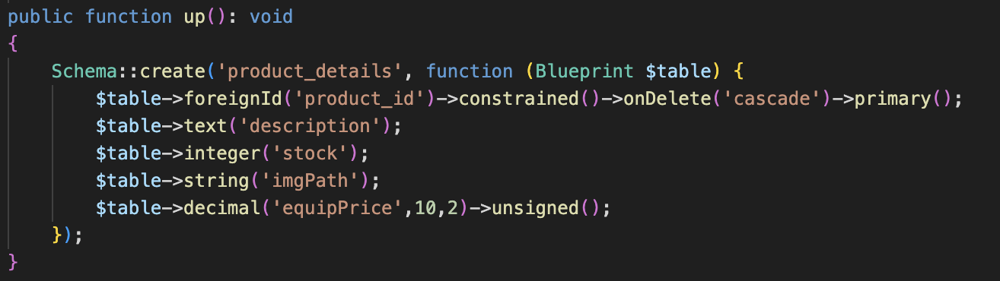 public function up(): void
{
    Schema::create('product_details', function (Blueprint $table) {
        $table->foreignId('product_id')->constrained()->onDelete('cascade')->primary();
        $table->text('description');
        $table->integer('stock');
        $table->string('imgPath');
        $table->decimal('equipPrice',10,2)->unsigned();
    });
}